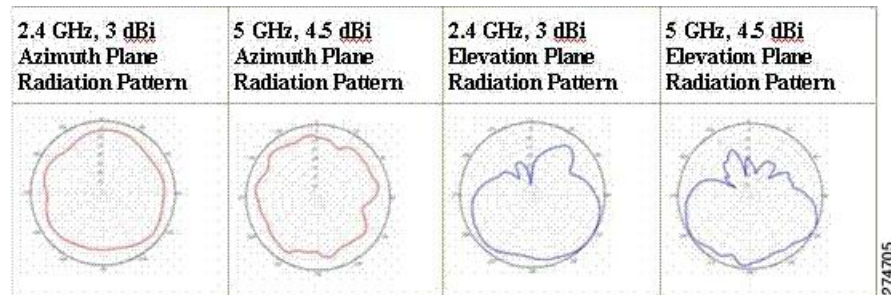 2.4 GHz, 3 dBi
Azimuth Plane
Radiation Pattern
5 GHz, 4.5 dBi
Azimuth Plane
Radiation Pattern
2.4 GHz, 3 dBi
Elevation Plane
Radiation Pattern
5 GHz, 4.5 dBi
Elevation Plane
Radiation Pattern
274705